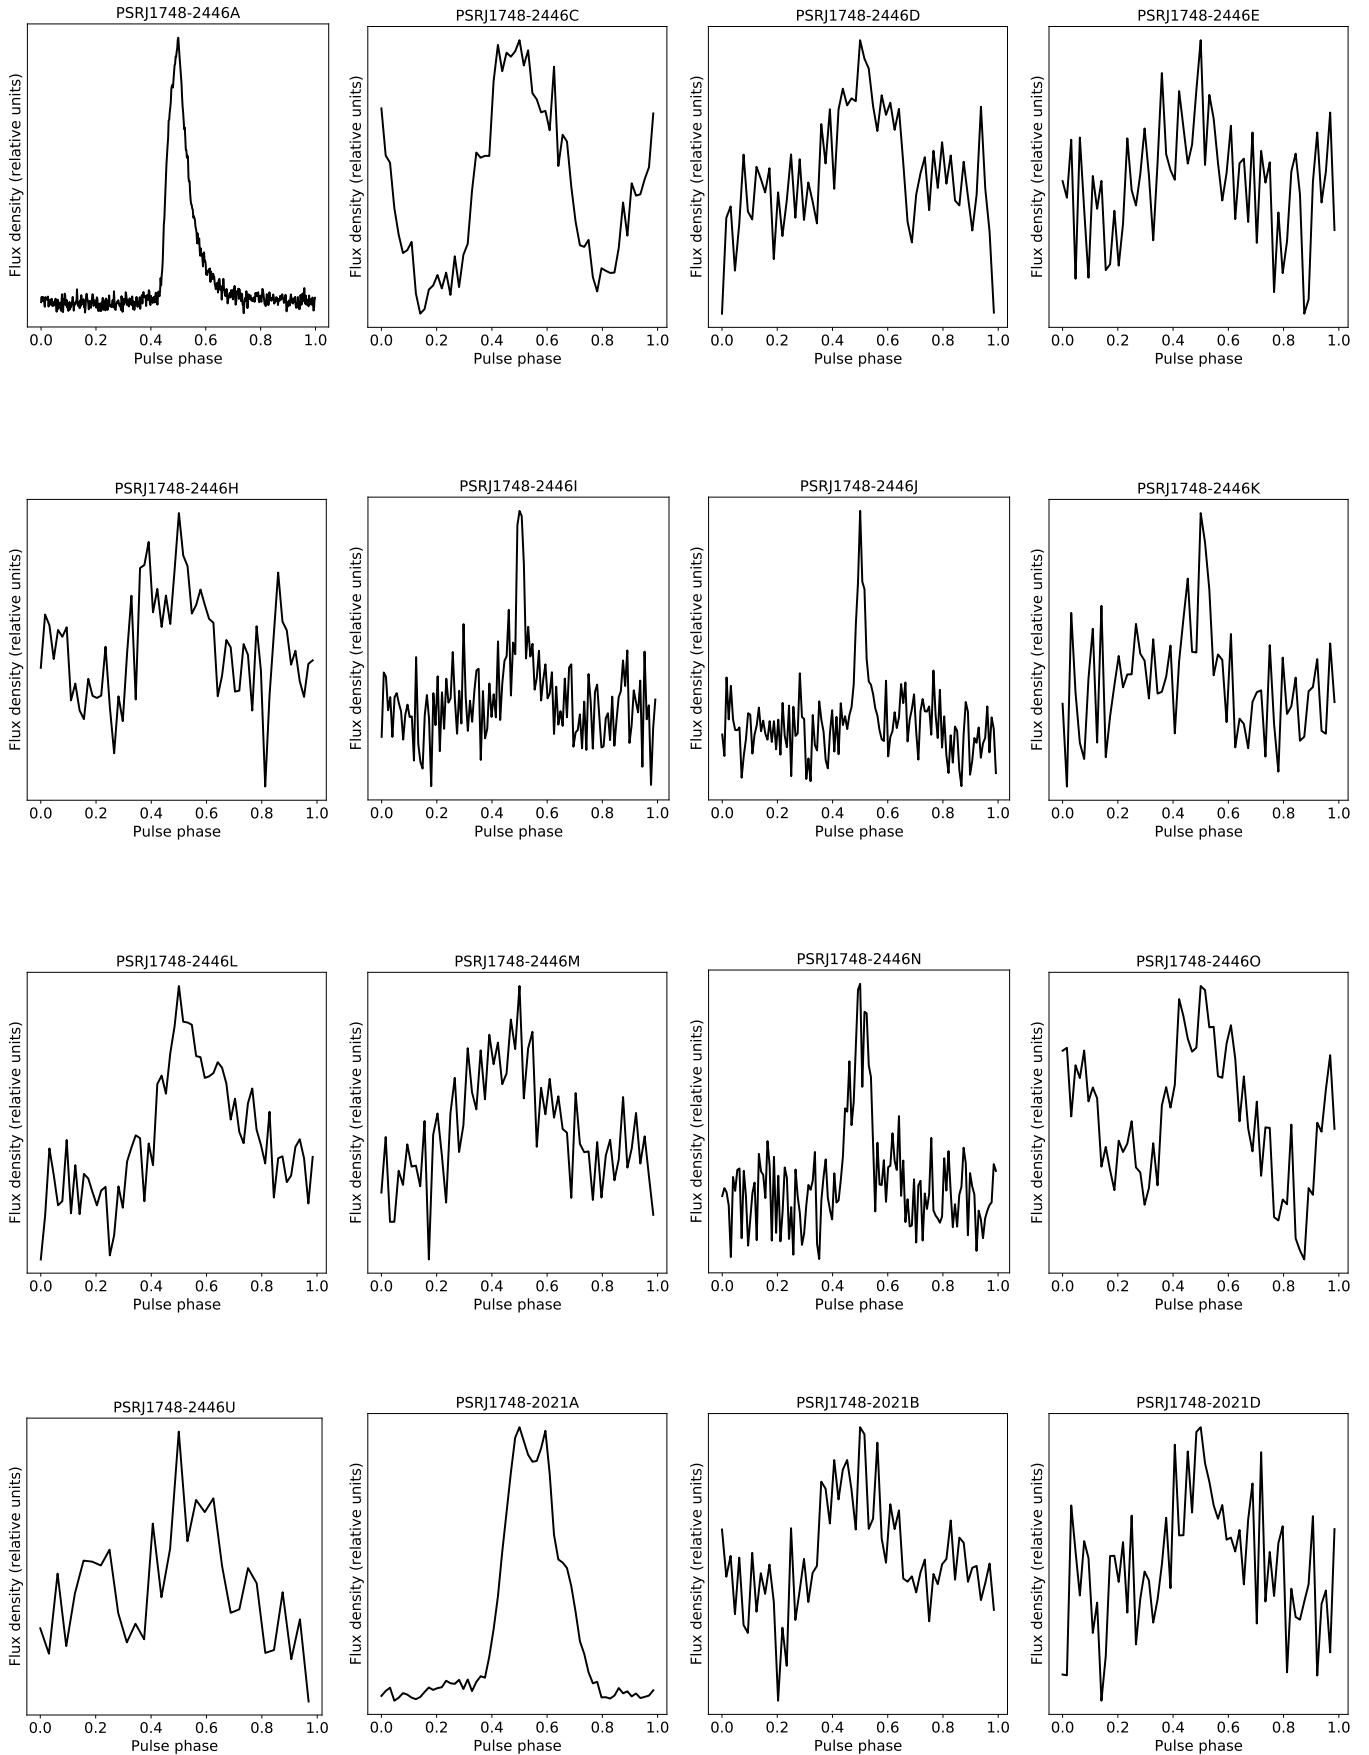 PSRJ1748-2446A
PSRJ1748-2446C
PSRJ1748-2446D
PSRJ1748-2446E
Flux density (relative units)
Flux density (relative units)
Flux density (relative units)
Flux density (relative units)
0.0 0.2 0.4 0.6 0.8 1.0
0.0 0.2 0.4 0.6 0.8 1.0
0.0 0.2 0.4 0.6 0.8 1.0
0.0 0.2 0.4 0.6 0.8 1.0
Pulse phase
Pulse phase
Pulse phase
Pulse phase
PSRJ1748-2446H
PSRJ1748-2446I
PSRJ1748-2446J
PSRJ1748-2446K
Flux density (relative units)
Flux density (relative units)
Flux density (relative units)
Flux density (relative units)
0.0 0.2 0.4 0.6 0.8 1.0
0.0 0.2 0.4 0.6 0.8 1.0
0.0 0.2 0.4 0.6 0.8 1.0
0.0 0.2 0.4 0.6 0.8 1.0
Pulse phase
Pulse phase
Pulse phase
Pulse phase
PSRJ1748-2446L
PSRJ1748-2446M
PSRJ1748-2446N
PSRJ1748-2446O
Flux density (relative units)
Flux density (relative units)
Flux density (relative units)
Flux density (relative units)
0.0 0.2 0.4 0.6 0.8 1.0
0.0 0.2 0.4 0.6 0.8 1.0
0.0 0.2 0.4 0.6 0.8 1.0
0.0 0.2 0.4 0.6 0.8 1.0
Pulse phase
Pulse phase
Pulse phase
Pulse phase
PSRJ1748-2446U
PSRJ1748-2021A
PSRJ1748-2021B
PSRJ1748-2021D
Flux density (relative units)
Flux density (relative units)
Flux density (relative units)
Flux density (relative units)
0.0 0.2 0.4 0.6 0.8 1.0
0.0 0.2 0.4 0.6 0.8 1.0
0.0 0.2 0.4 0.6 0.8 1.0
0.0 0.2 0.4 0.6 0.8 1.0
Pulse phase
Pulse phase
Pulse phase
Pulse phase